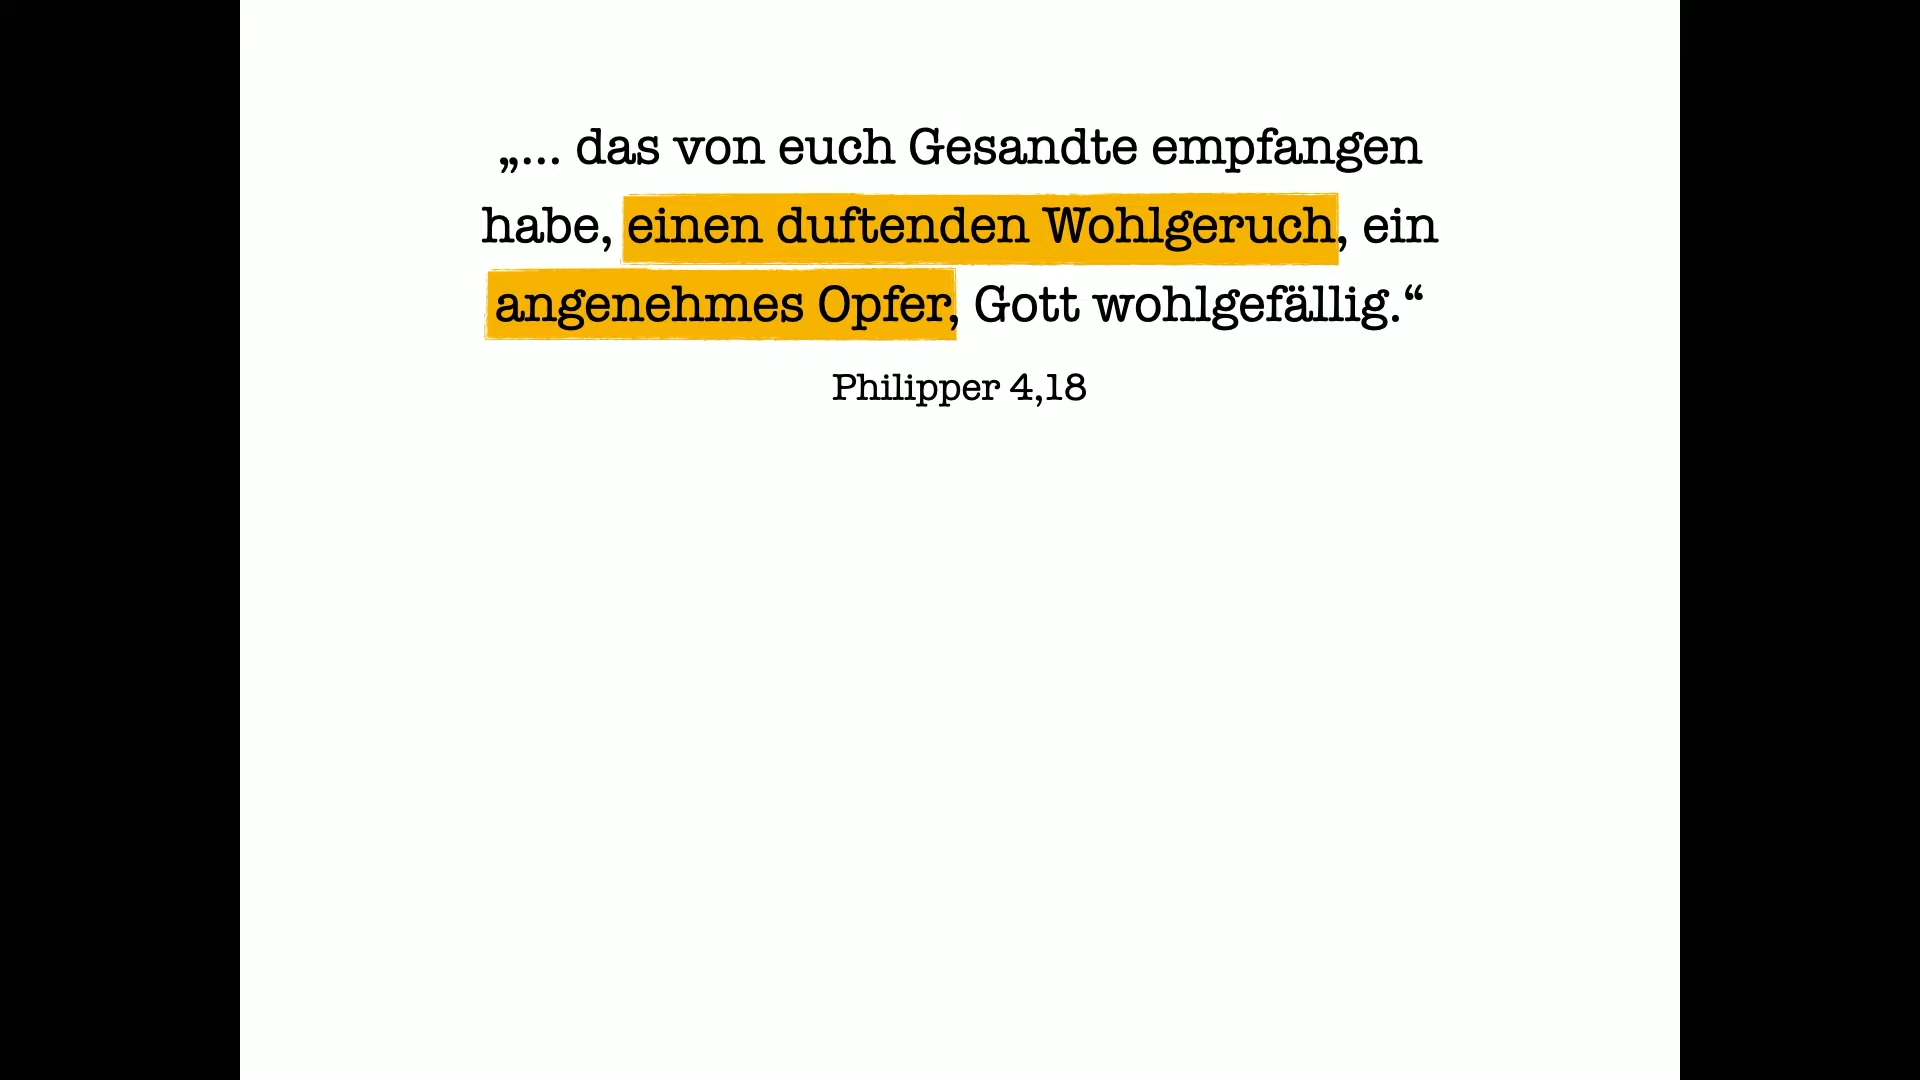 „... das von euch Gesandte empfangen
habe, einen duftenden Wohlgeruch, ein
angenehmes Opfer, Gott wohlgefällig.“
Philipper 4,18